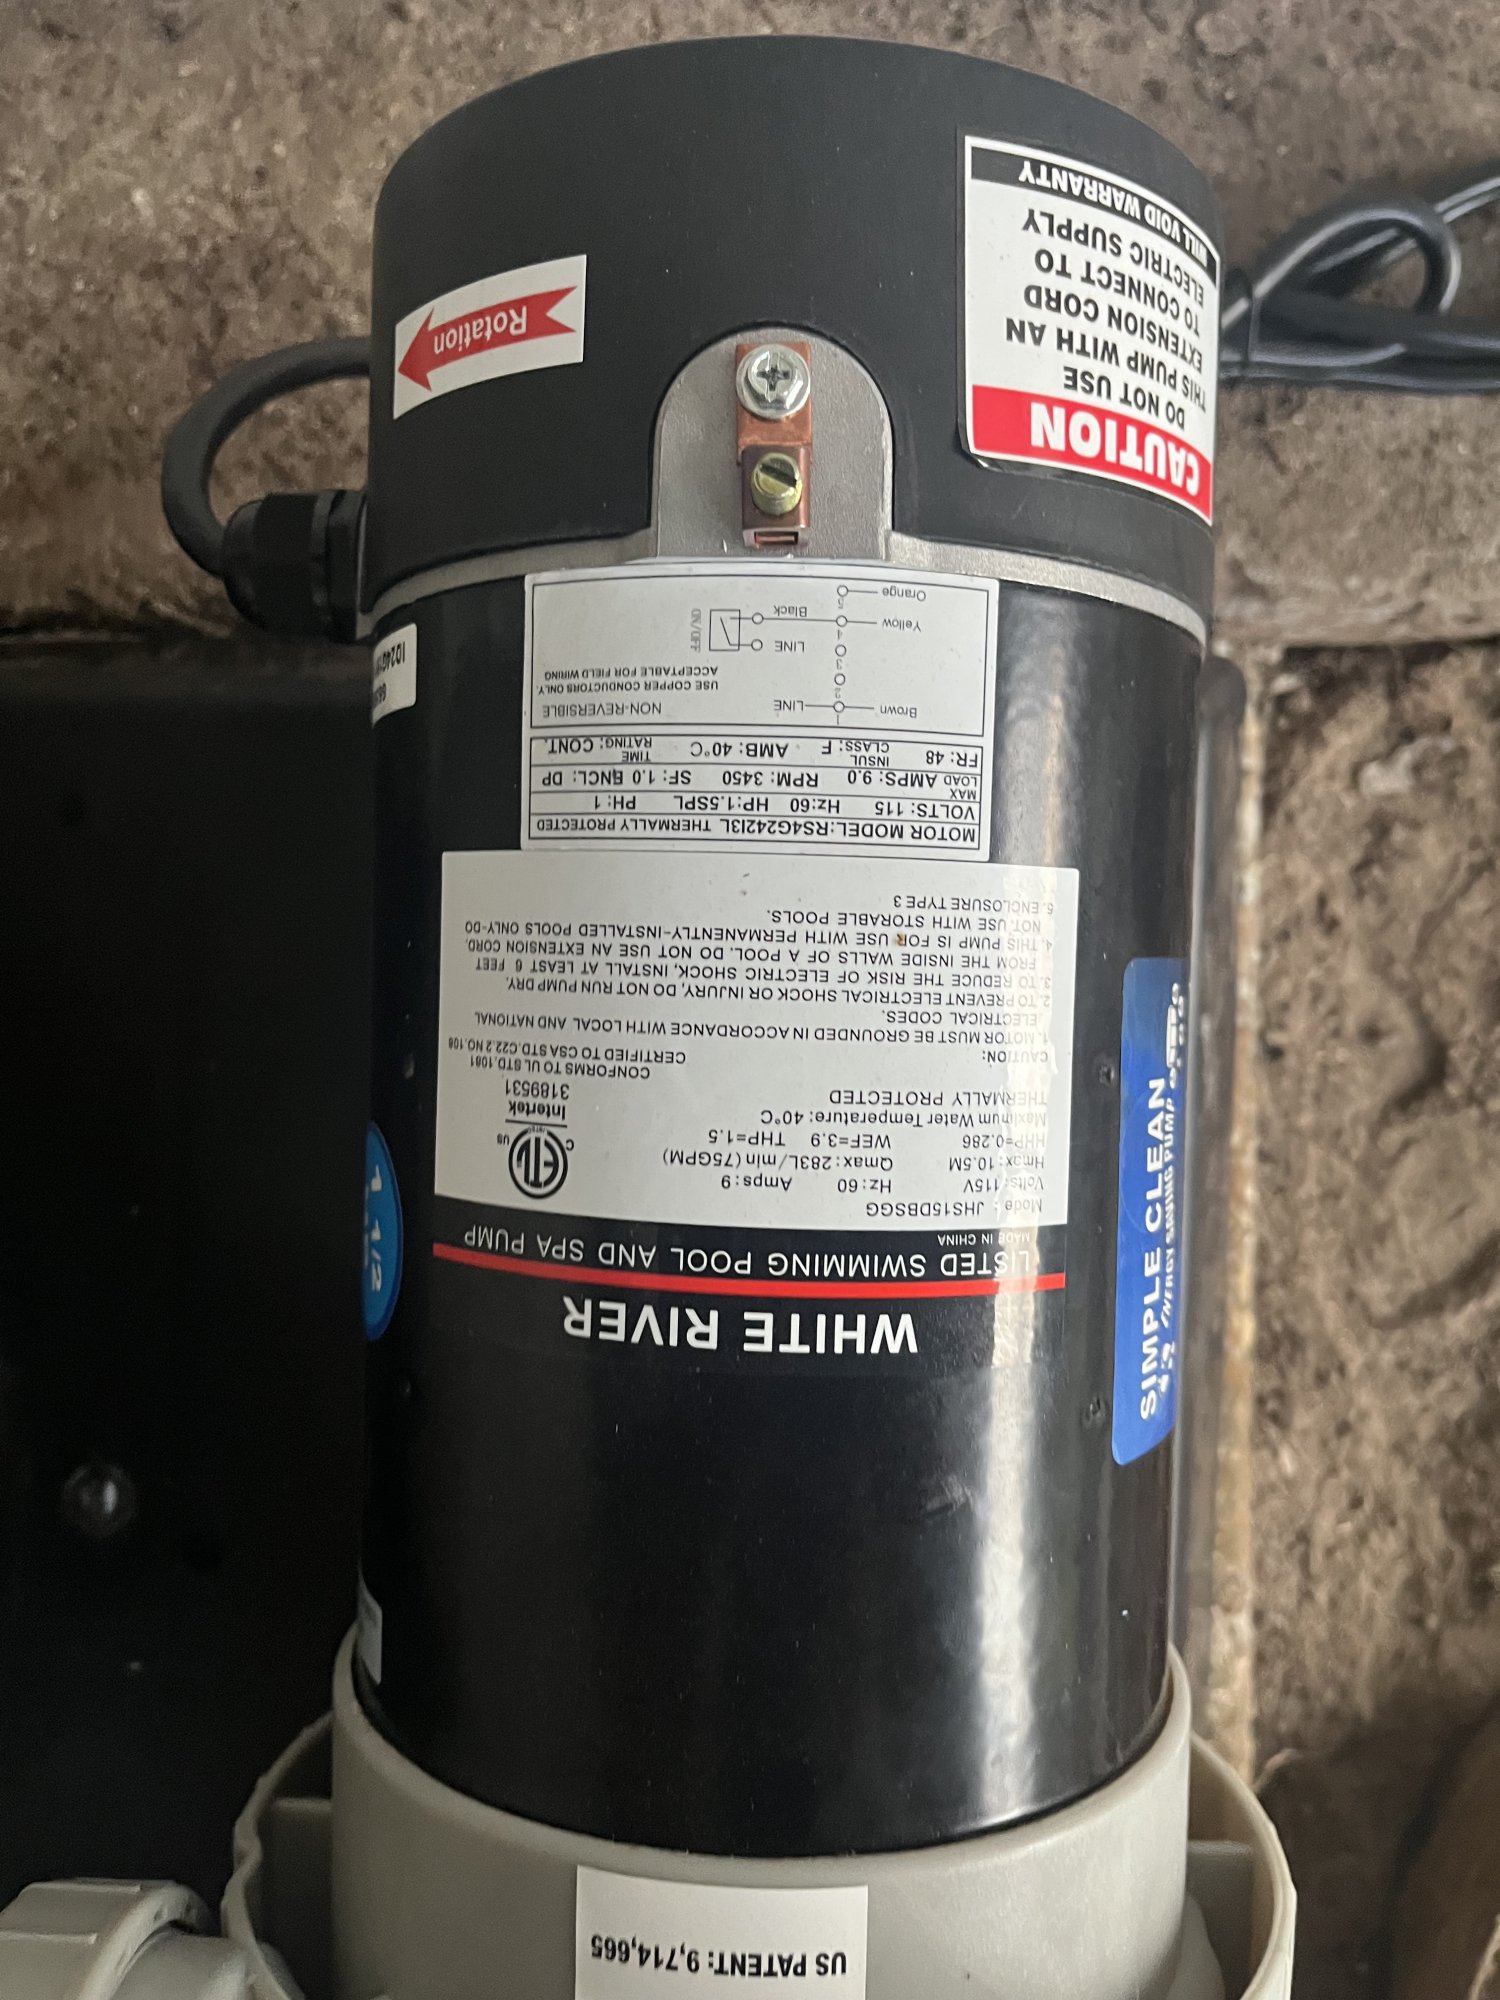 US PATENT: 9,714,665
WHITE RIVER
LISTED SWIMMING POOL AND SPA PUMP
MADE IN CHINA
Model: JHS15DBSGG
Volts: 115V Hz: 60 Amps: 9
Hmax: 10.5M Qmax: 283L/min (75GPM)
HHP=0.286 WEF=3.9 THP=1.5
Maximum Water Temperature: 40°C
THERMALLY PROTECTED
C ETL US
Intertek
3189531
CONFORMS TO UL STD.1081
CERTIFIED TO CSA STD.C22.2 NO.108
CAUTION:
1. MOTOR MUST BE GROUNDED IN ACCORDANCE WITH LOCAL AND NATIONAL
ELECTRICAL CODES.
2. TO PREVENT ELECTRICAL SHOCK OR INJURY, DO NOT RUN PUMP DRY.
3. TO REDUCE THE RISK OF ELECTRIC SHOCK, INSTALL AT LEAST 6 FEET
FROM THE INSIDE WALLS OF A POOL. DO NOT USE AN EXTENSION CORD.
4. THIS PUMP IS FOR USE WITH PERMANENTLY-INSTALLED POOLS ONLY-DO
NOT USE WITH STORABLE POOLS.
5. ENCLOSURE TYPE 3
MOTOR MODEL: RS4G24213L THERMALLY PROTECTED
VOLTS: 115 Hz: 60 HP: 1.5SPL PH: 1
MAX LOAD AMPS: 9.0 RPM: 3450 SF: 1.0 ENCL: DP
FR: 48 INSUL CLASS: F AMB: 40°C TIME RATING: CONT.
Brown 1 LINE NON-REVERSIBLE
2
USE COPPER CONDUCTORS ONLY,
ACCEPTABLE FOR FIELD WIRING
3 LINE
ON/OFF
Yellow 4 Black
Orange 5
CAUTION
DO NOT USE
THIS PUMP WITH AN
EXTENSION CORD
TO CONNECT TO
ELECTRIC SUPPLY
WILL VOID WARRANTY
Rotation
SIMPLE CLEAN
ENERGY SAVING PUMP
1 1/2